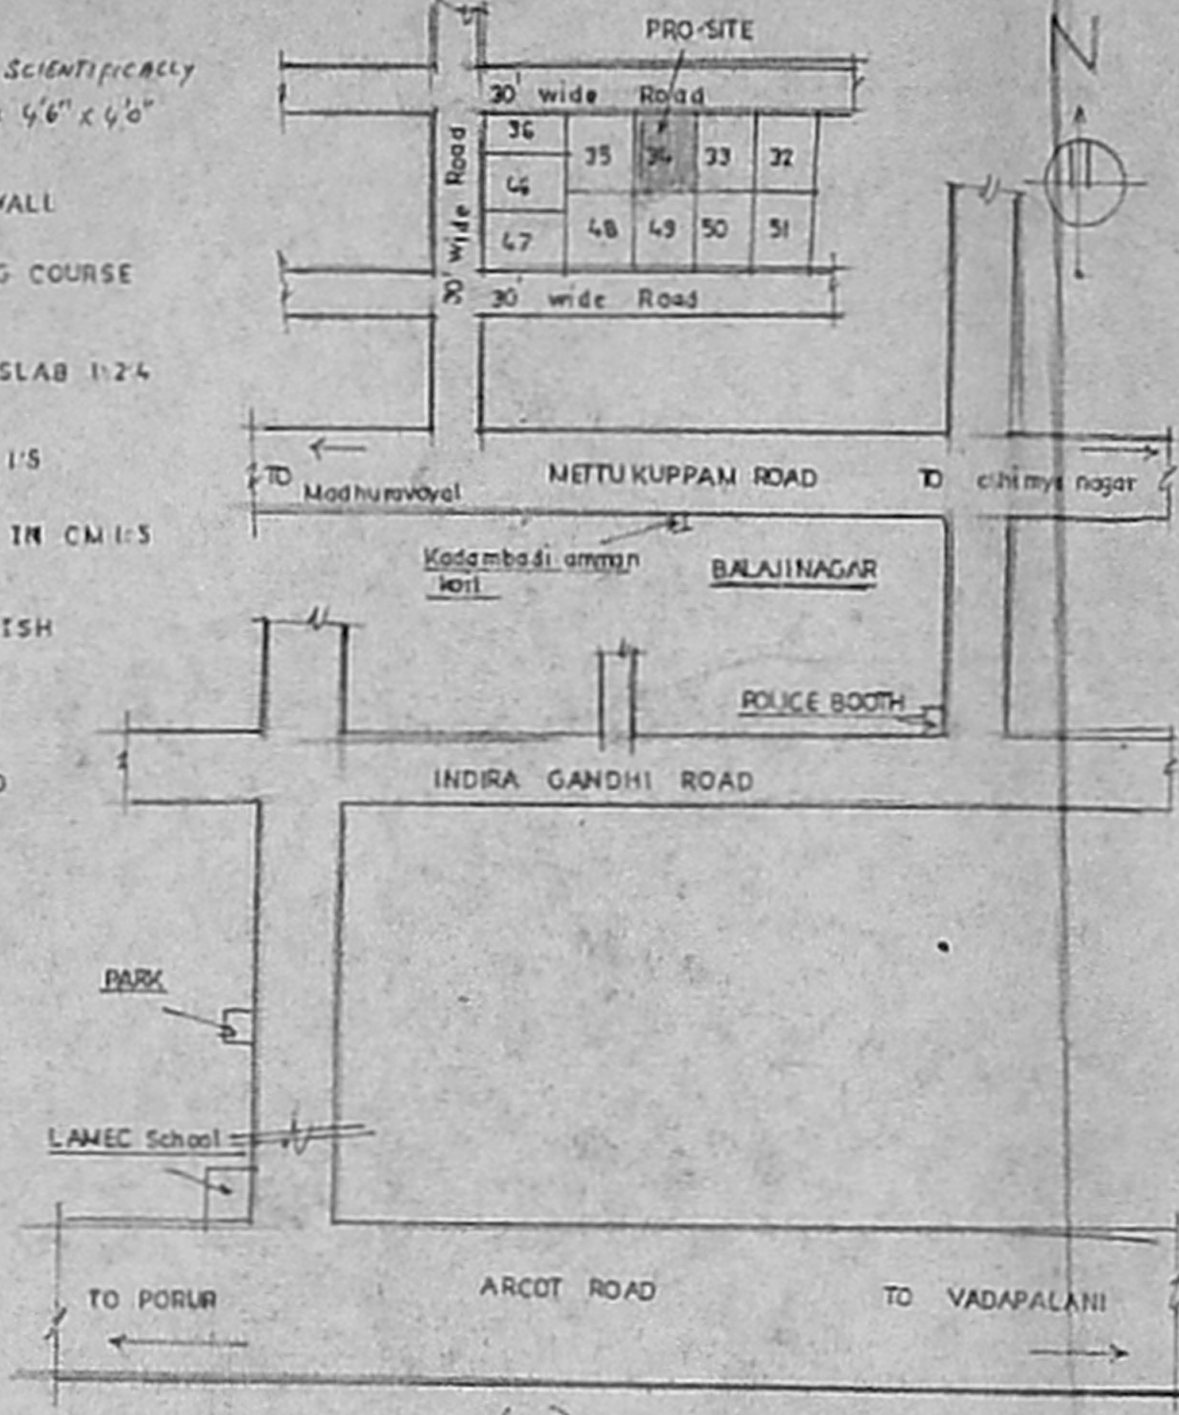 PRO-SITE
N
SCIENTIFICALLY
4'6" x 4'0"
30' wide Road
36
35
34
33
32
46
47
48
49
50
51
30' wide Road
30' wide Road
WALL
COURSE
SLAB 1:2:4
1:5
IN CM 1:5
ISH
TO Madhuravoyal
METTUKUPPAM ROAD
TO nagar
Kadambadi amman
koil
BALAJI NAGAR
POLICE BOOTH
INDIRA GANDHI ROAD
PARK
LAMEC School
ARCOT ROAD
TO PORUR
TO VADAPALANI